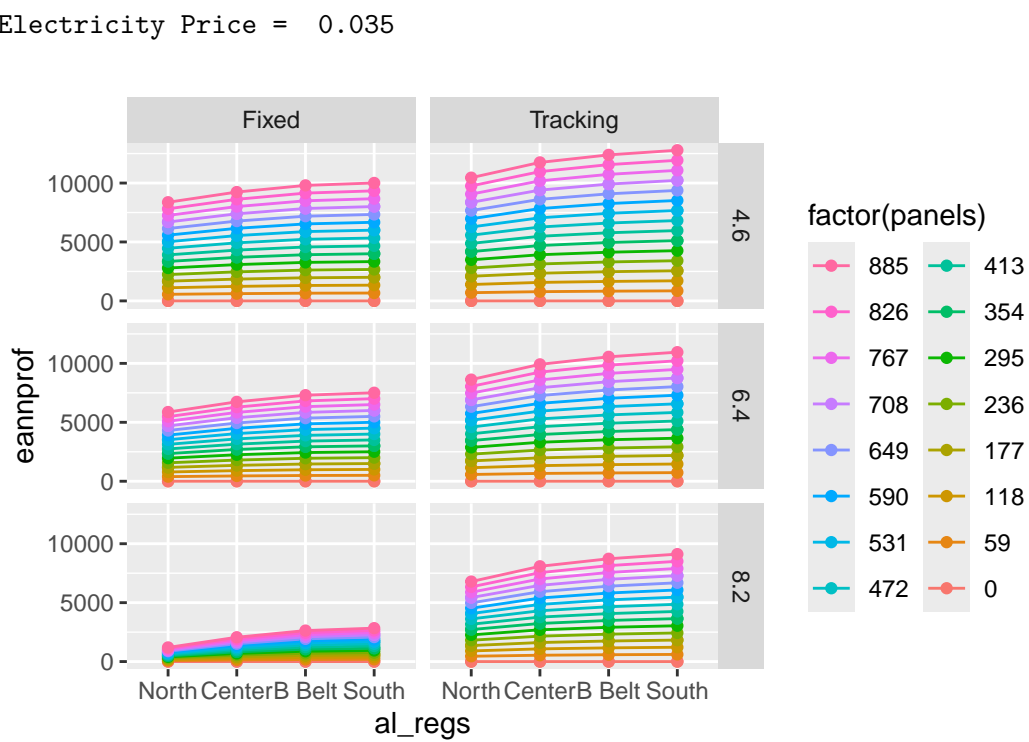 Electricity Price =  0.035
Fixed
Tracking
10000
5000
0
4.6
10000
5000
0
6.4
10000
5000
0
8.2
North Center B Belt South
North Center B Belt South
al_regs
eannprof
factor(panels)
885 413
826 354
767 295
708 236
649 177
590 118
531 59
472 0